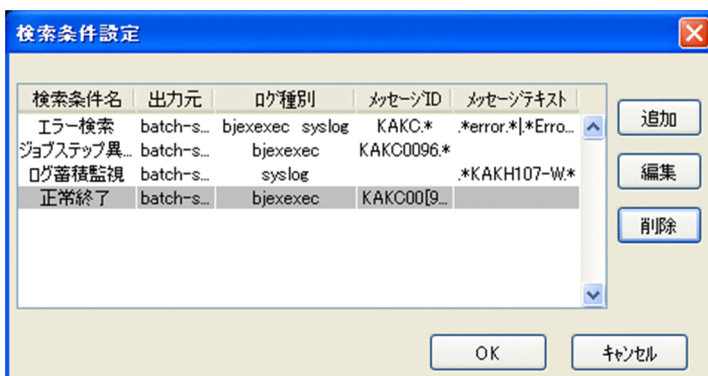 検索条件設定
検索条件名 出力元 ログ種別 メッセージID メッセージテキスト
エラー検索 batch-s... bjexexec syslog KAKC.* .*error.*|.*Erro...
ジョブステップ異... batch-s... bjexexec KAKC0096.*
ログ蓄積監視 batch-s... syslog .*KAKH107-W.*
正常終了 batch-s... bjexexec KAKC00[9...
追加
編集
削除
OK キャンセル